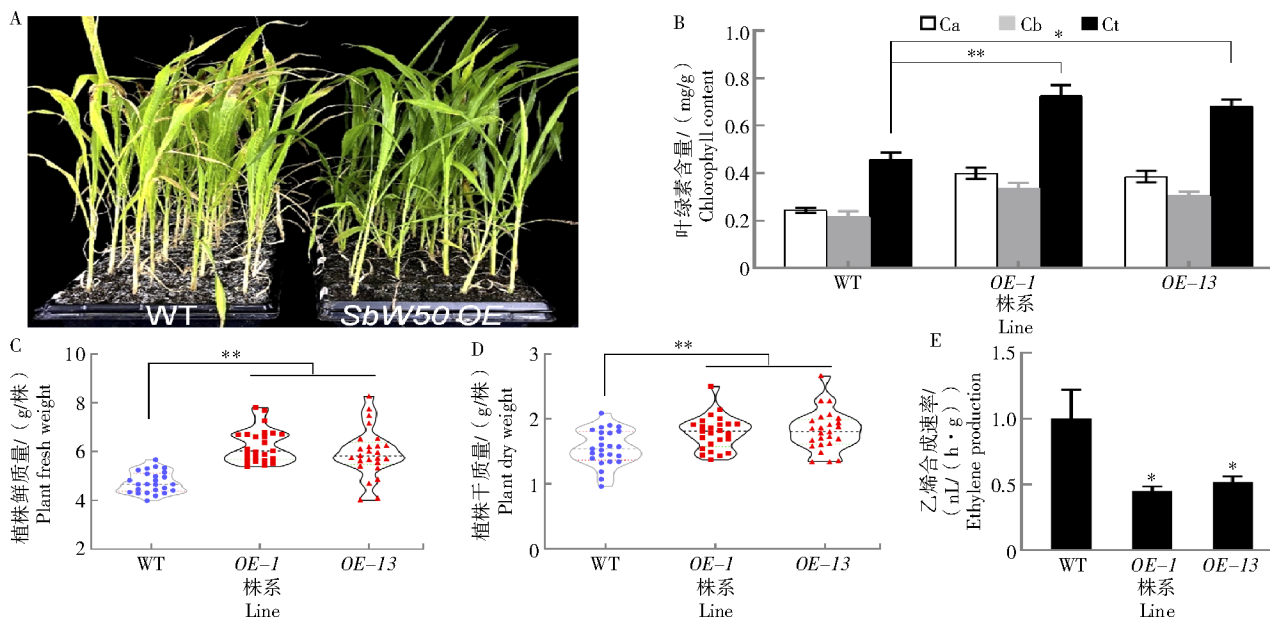 A
WT
SbW50 OE
B
Ca
Cb
Ct
**
*
叶绿素含量/(mg/g)
Chlorophyll content
1.0
0.8
0.6
0.4
0.2
0
WT
OE-1
OE-13
株系
Line
C
植株鲜质量/(g/株)
Plant fresh weight
10
8
6
4
2
**
WT
OE-1
OE-13
株系
Line
D
植株干质量/(g/株)
Plant dry weight
3
2
1
0
**
WT
OE-1
OE-13
株系
Line
E
乙烯合成速率/
(nL/(h·g))
Ethylene production
1.5
1.0
0.5
0
*
*
WT
OE-1
OE-13
株系
Line